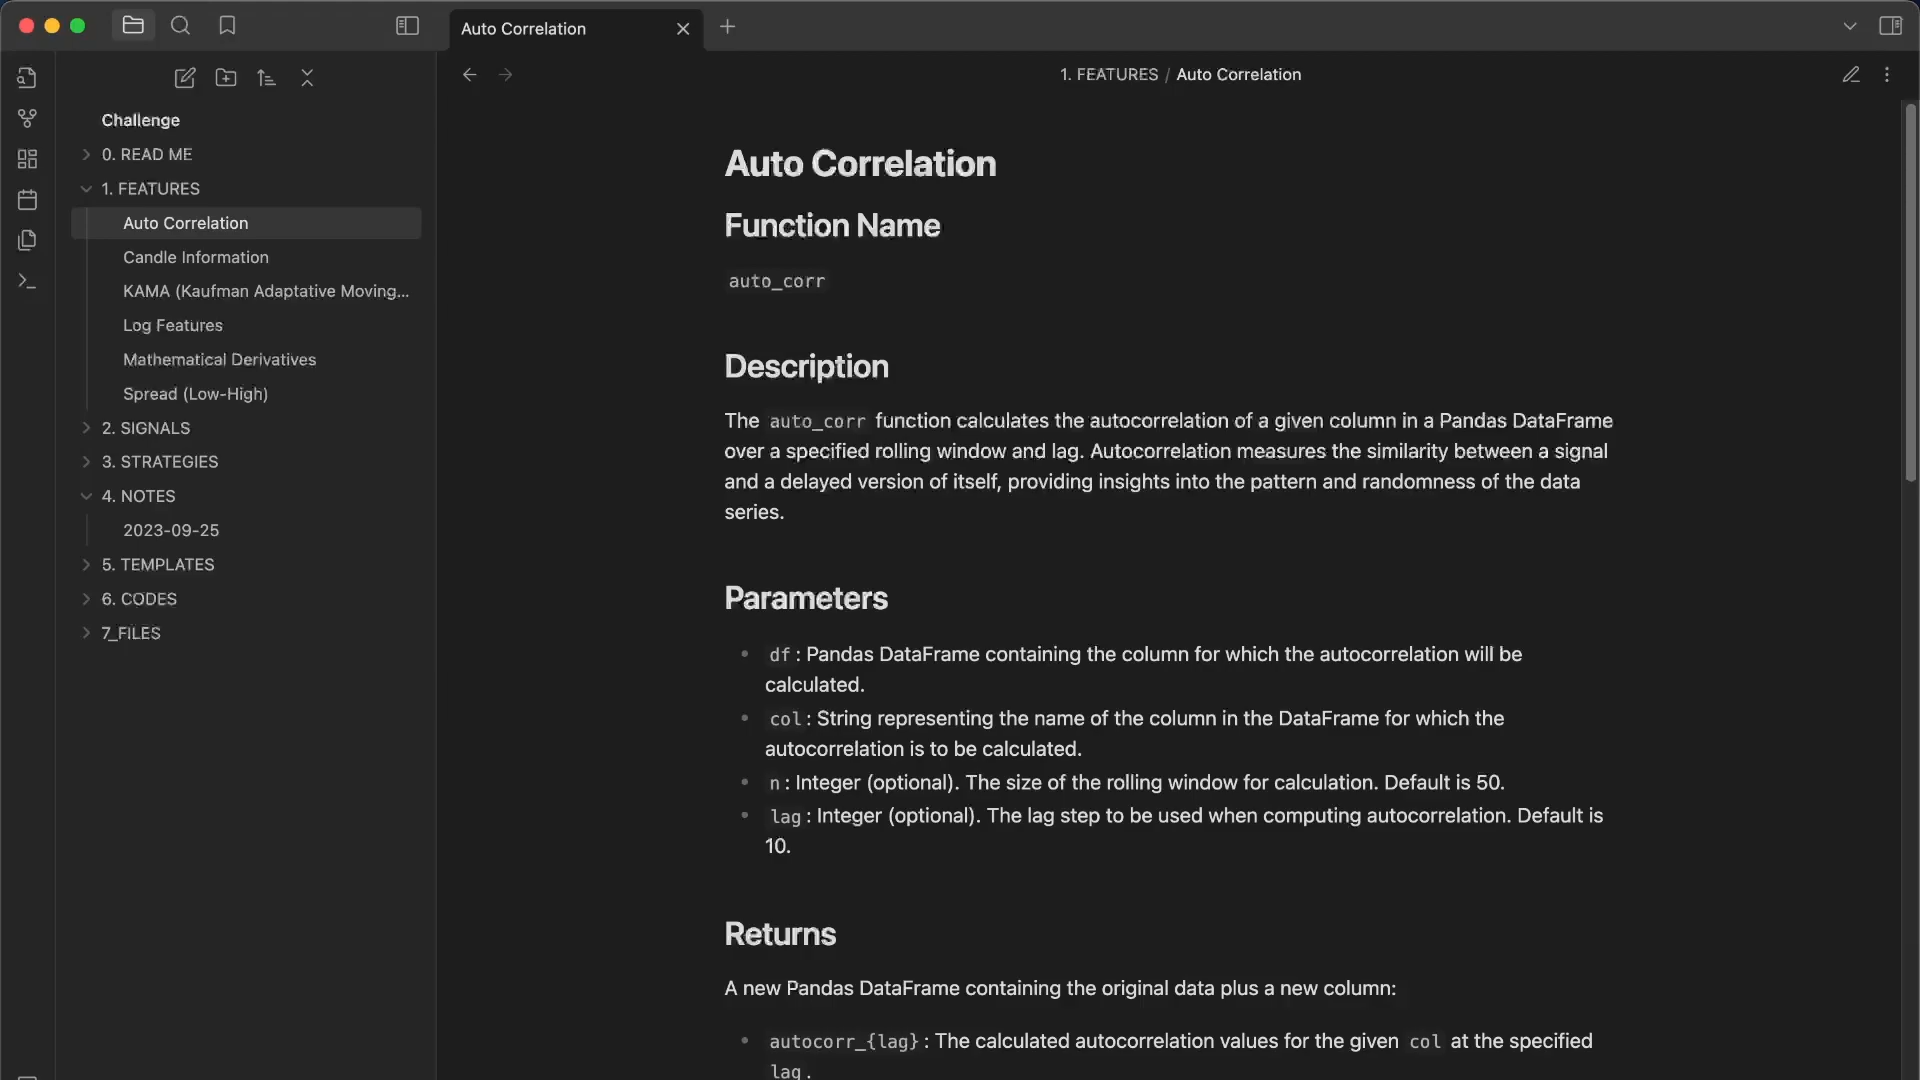 Auto Correlation
1. FEATURES / Auto Correlation
Challenge
0. READ ME
1. FEATURES
Auto Correlation
Candle Information
KAMA (Kaufman Adaptative Moving...
Log Features
Mathematical Derivatives
Spread (Low-High)
2. SIGNALS
3. STRATEGIES
4. NOTES
2023-09-25
5. TEMPLATES
6. CODES
7_FILES
Auto Correlation
Function Name
auto_corr
Description
The auto_corr function calculates the autocorrelation of a given column in a Pandas DataFrame
over a specified rolling window and lag. Autocorrelation measures the similarity between a signal
and a delayed version of itself, providing insights into the pattern and randomness of the data
series.
Parameters
df : Pandas DataFrame containing the column for which the autocorrelation will be
calculated.
col : String representing the name of the column in the DataFrame for which the
autocorrelation is to be calculated.
n : Integer (optional). The size of the rolling window for calculation. Default is 50.
lag : Integer (optional). The lag step to be used when computing autocorrelation. Default is
10.
Returns
A new Pandas DataFrame containing the original data plus a new column:
autocorr_{lag} : The calculated autocorrelation values for the given col at the specified
lag .